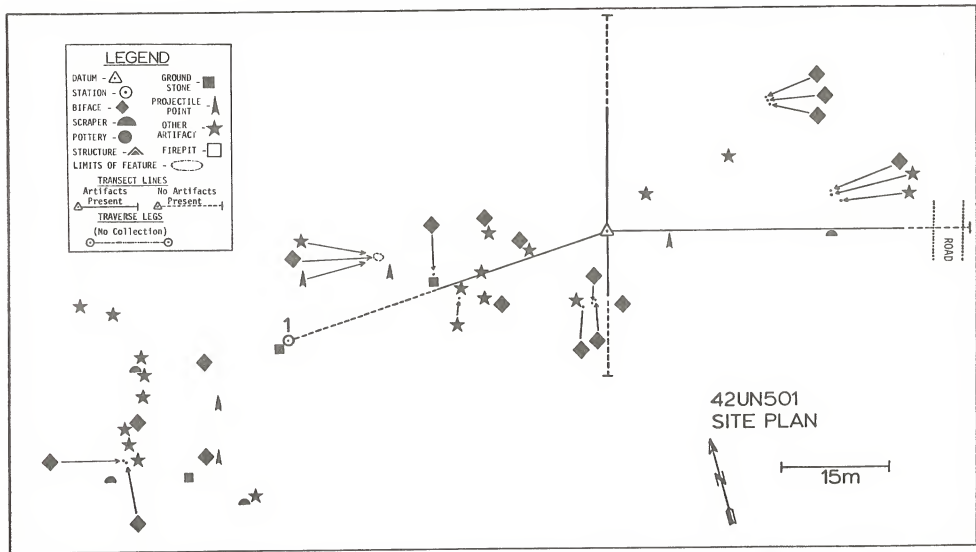 LEGEND
DATUM -
STATION -
BIFACE -
SCRAPER -
POTTERY -
STRUCTURE -
GROUND
STONE -
PROJECTILE
POINT -
OTHER
ARTIFACT -
FIREPIT -
LIMITS OF FEATURE -
TRANSECT LINES
Artifacts
Present
No Artifacts
Present
TRAVERSE LEGS
(No Collection)
1
ROAD
42UN501
SITE PLAN
N
15m